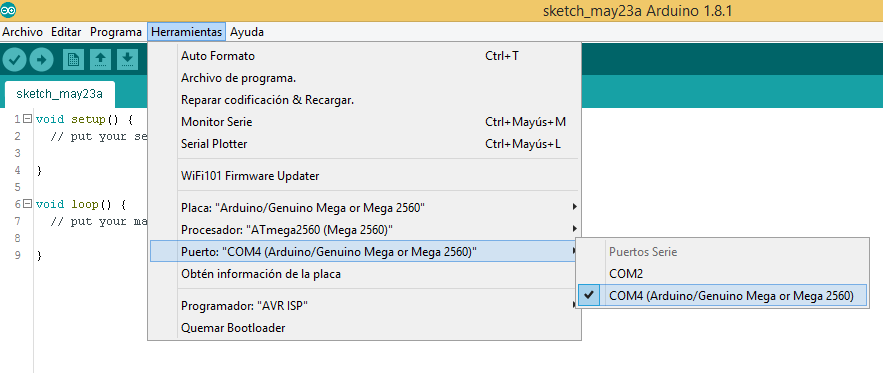 sketch_may23a Arduino 1.8.1
Archivo Editar Programa Herramientas Ayuda
Auto Formato Ctrl+T
Archivo de programa.
Reparar codificación & Recargar.
Monitor Serie Ctrl+Mayús+M
Serial Plotter Ctrl+Mayús+L
WiFi101 Firmware Updater
Placa: "Arduino/Genuino Mega or Mega 2560"
Procesador: "ATmega2560 (Mega 2560)"
Puerto: "COM4 (Arduino/Genuino Mega or Mega 2560)"
Obtén información de la placa
Programador: "AVR ISP"
Quemar Bootloader
Puertos Serie
COM2
COM4 (Arduino/Genuino Mega or Mega 2560)
sketch_may23a
1 void setup() {
2 // put your se
3
4 }
5
6 void loop() {
7 // put your ma
8
9 }